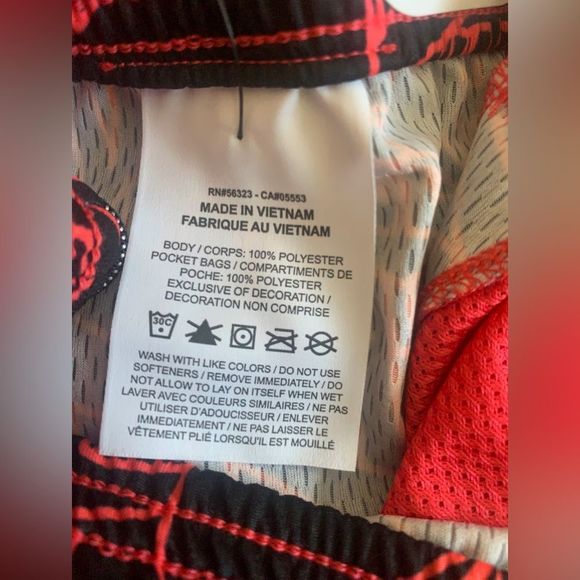 RN#56323 - CA#05553
MADE IN VIETNAM
FABRIQUE AU VIETNAM
BODY / CORPS: 100% POLYESTER
POCKET BAGS / COMPARTIMENTS DE
POCHE: 100% POLYESTER
EXCLUSIVE OF DECORATION /
DECORATION NON COMPRISE
30C
WASH WITH LIKE COLORS / DO NOT USE
SOFTENERS / REMOVE IMMEDIATELY / DO
NOT ALLOW TO LAY ON ITSELF WHEN WET
LAVER AVEC COULEURS SIMILAIRES / NE PAS
UTILISER D'ADOUCISSEUR / ENLEVER
IMMEDIATEMENT / NE PAS LAISSER LE
VÊTEMENT PLIÉ LORSQU'IL EST MOUILLÉ